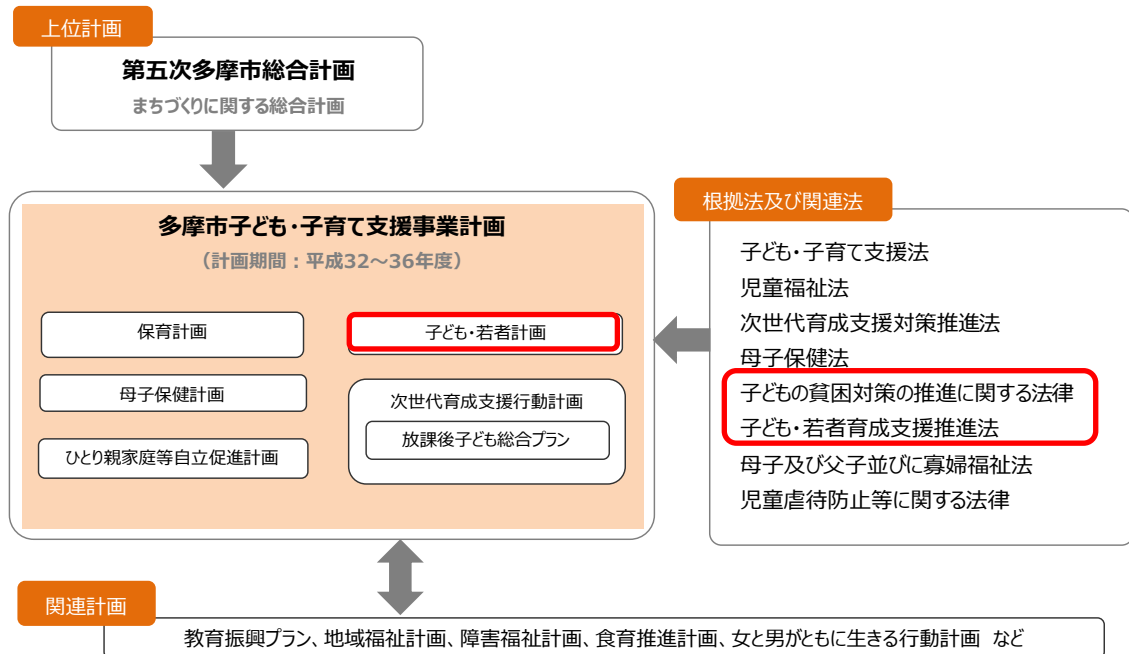 上位計画
第五次多摩市総合計画
まちづくりに関する総合計画
多摩市子ども・子育て支援事業計画
（計画期間：平成32～36年度）
保育計画
母子保健計画
ひとり親家庭等自立促進計画
子ども・若者計画
次世代育成支援行動計画
放課後子ども総合プラン
根拠法及び関連法
子ども・子育て支援法
児童福祉法
次世代育成支援対策推進法
母子保健法
子どもの貧困対策の推進に関する法律
子ども・若者育成支援推進法
母子及び父子並びに寡婦福祉法
児童虐待防止等に関する法律
関連計画
教育振興プラン、地域福祉計画、障害福祉計画、食育推進計画、女と男がともに生きる行動計画 など